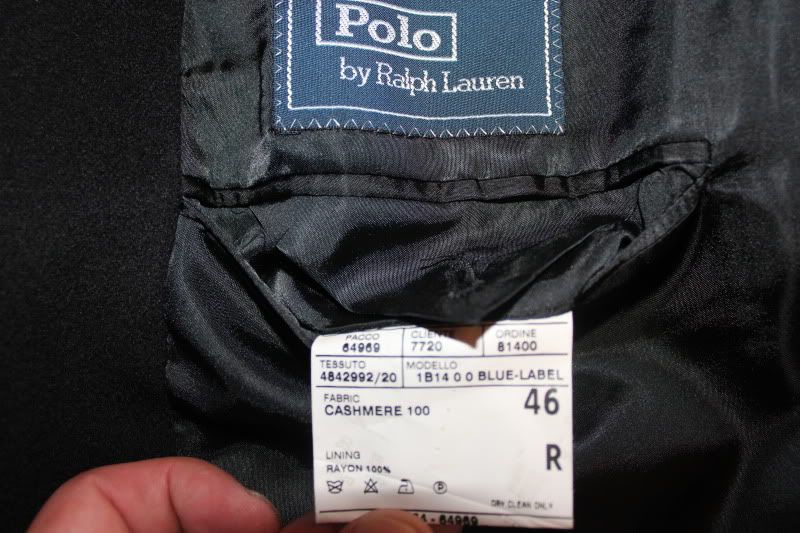 Polo
by Ralph Lauren
PACCO CLIENTE ORDINE
64969 7720 81400
TESSUTO MODELLO
4842992/20 1B14 0 0 BLUE-LABEL
FABRIC
CASHMERE 100
46
LINING
RAYON 100%
R
DRY CLEAN ONLY
64969